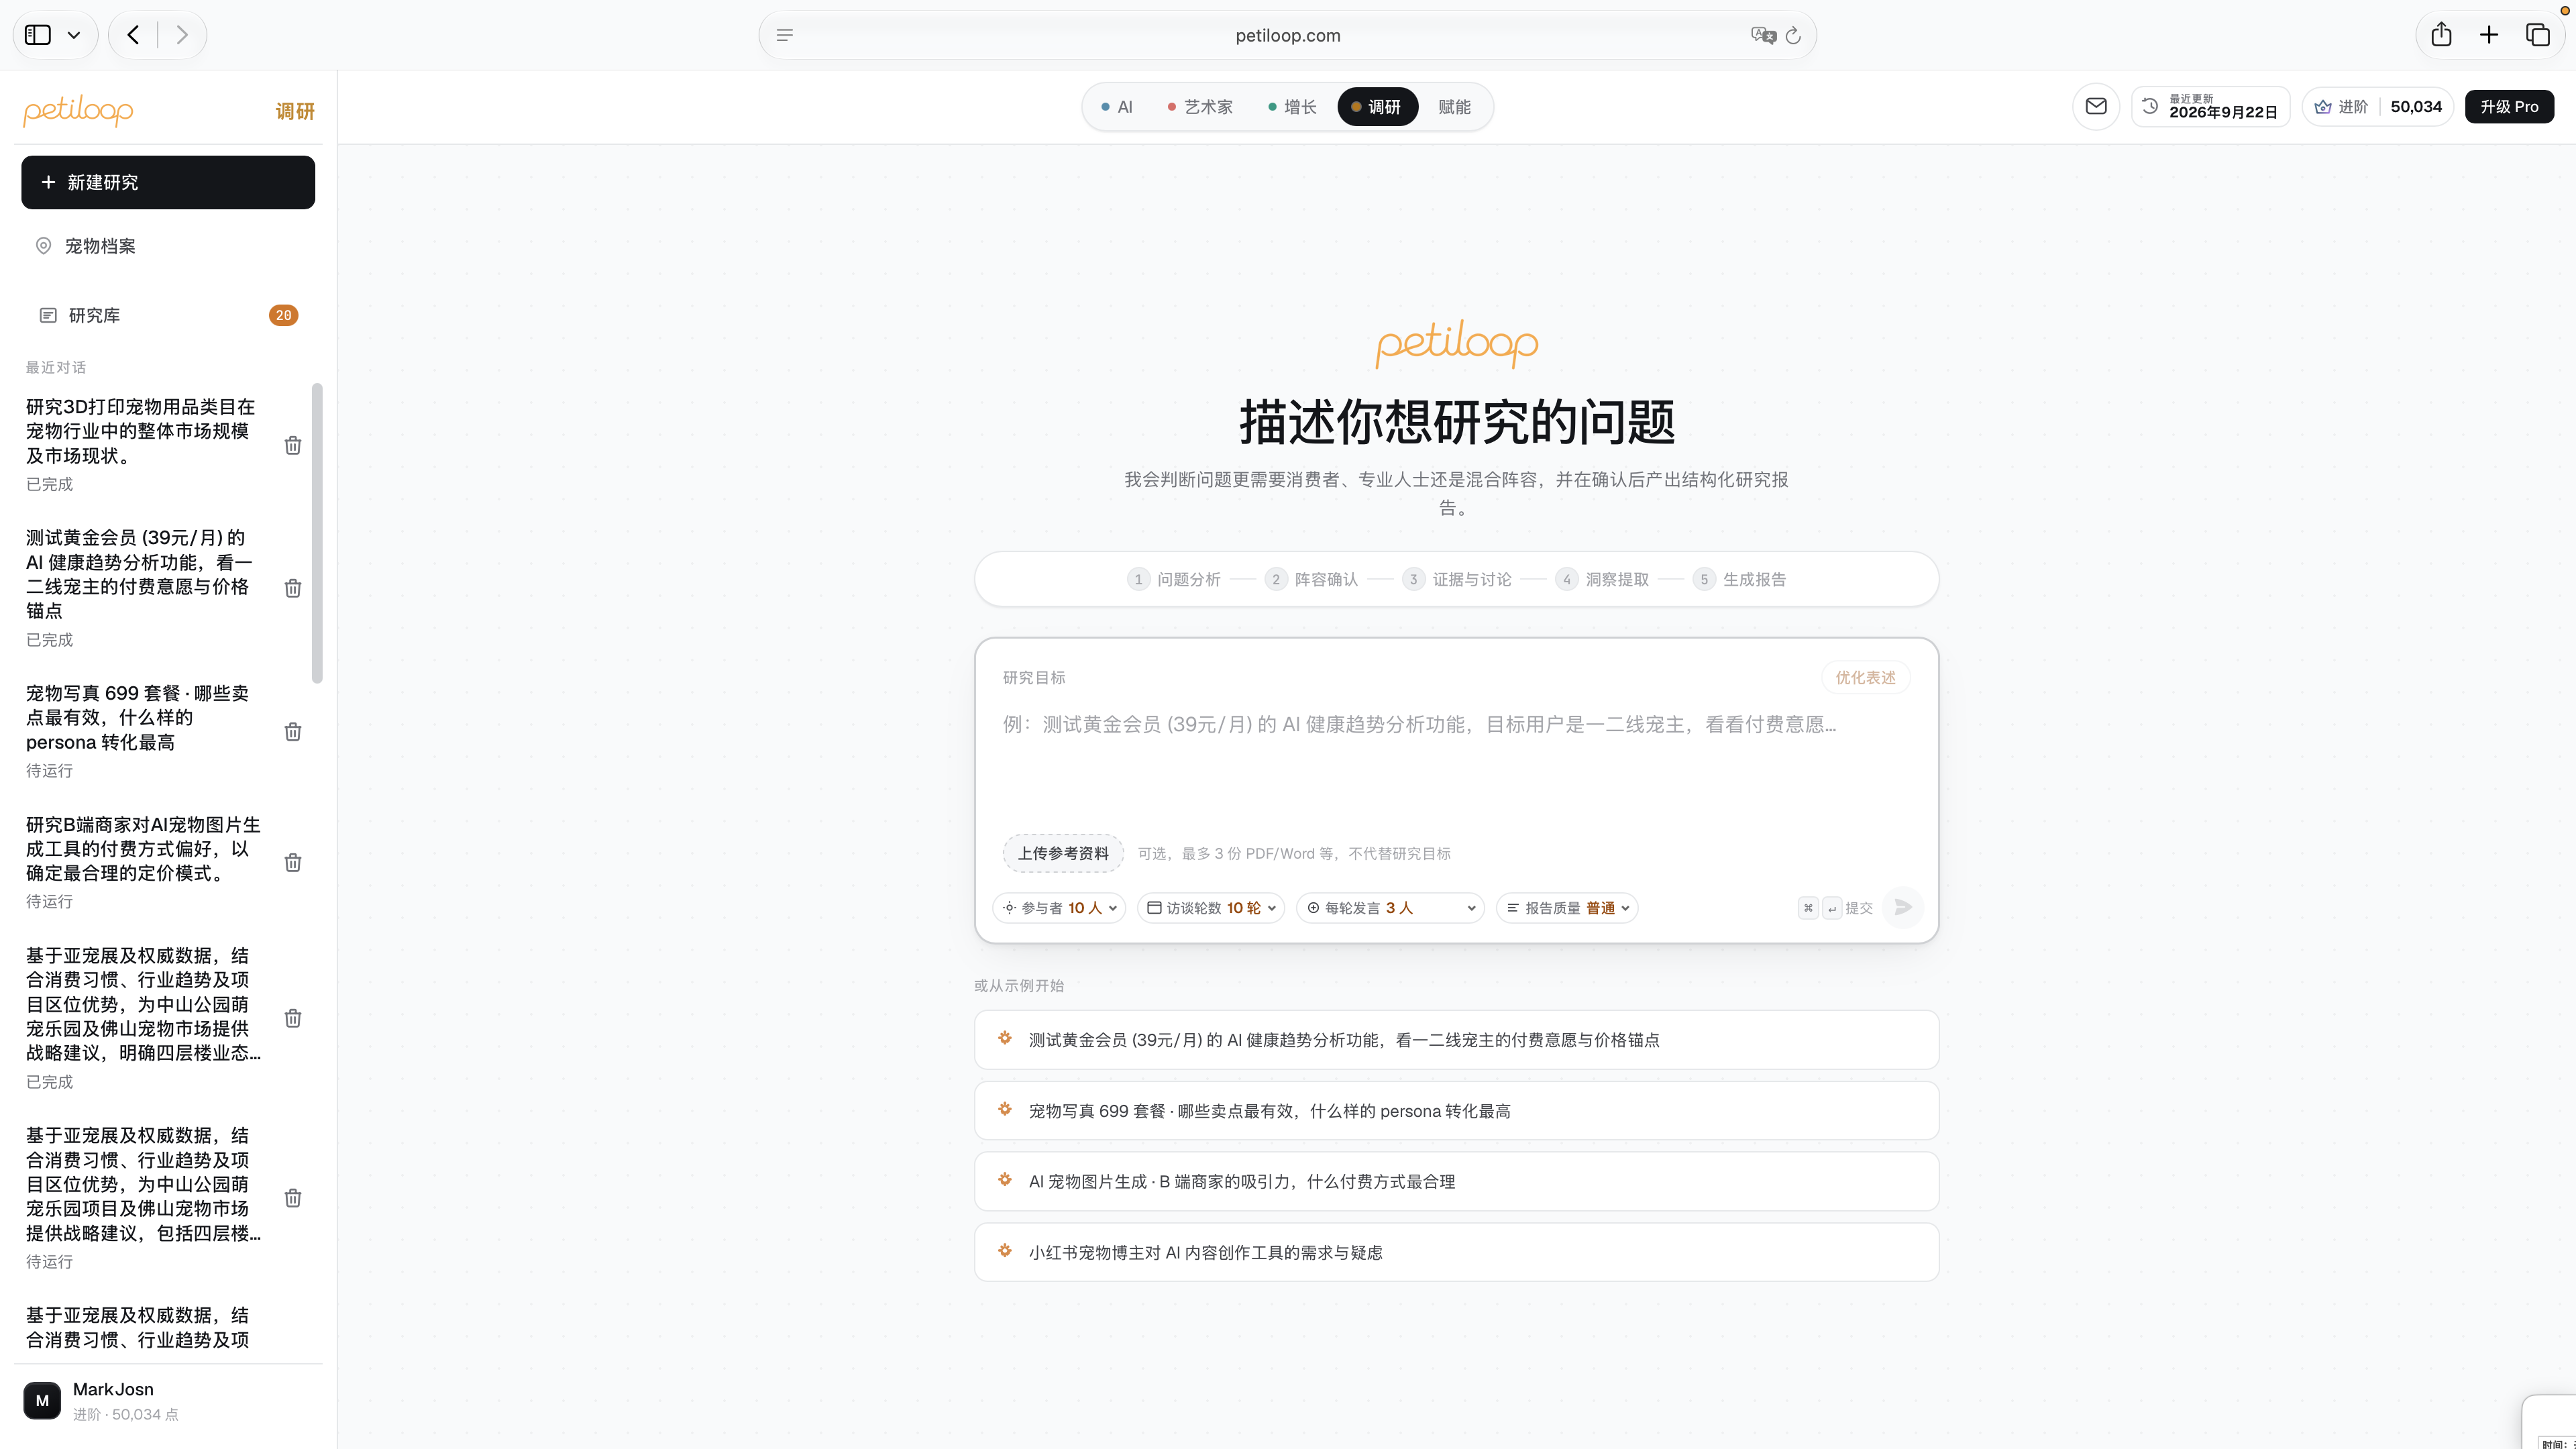 petiloop.com
petiloop
调研
新建研究
宠物档案
研究库
20
最近对话
研究3D打印宠物用品类目在
宠物行业中的整体市场规模
及市场现状。
已完成
测试黄金会员 (39元/月) 的
AI 健康趋势分析功能，看一
二线宠主的付费意愿与价格
锚点
已完成
宠物写真 699 套餐 · 哪些卖
点最有效，什么样的
persona 转化最高
待运行
研究B端商家对AI宠物图片生
成工具的付费方式偏好，以
确定最合理的定价模式。
待运行
基于亚宠展及权威数据，结
合消费习惯、行业趋势及项
目区位优势，为中山公园萌
宠乐园及佛山宠物市场提供
战略建议，明确四层楼业态...
已完成
基于亚宠展及权威数据，结
合消费习惯、行业趋势及项
目区位优势，为中山公园萌
宠乐园项目及佛山宠物市场
提供战略建议，包括四层楼...
待运行
基于亚宠展及权威数据，结
合消费习惯、行业趋势及项
M
MarkJosn
进阶 · 50,034 点
AI 艺术家 增长 调研 赋能
最近更新
2026年9月22日
进阶 50,034
升级 Pro
petiloop
描述你想研究的问题
我会判断问题更需要消费者、专业人士还是混合阵容，并在确认后产出结构化研究报
告。
1 问题分析 2 阵容确认 3 证据与讨论 4 洞察提取 5 生成报告
研究目标
优化表述
例：测试黄金会员 (39元/月) 的 AI 健康趋势分析功能，目标用户是一二线宠主，看看付费意愿...
上传参考资料 可选，最多 3 份 PDF/Word 等，不代替研究目标
参与者 10 人 访谈轮数 10 轮 每轮发言 3 人 报告质量 普通 ⌘ ↵ 提交
或从示例开始
测试黄金会员 (39元/月) 的 AI 健康趋势分析功能，看一二线宠主的付费意愿与价格锚点
宠物写真 699 套餐 · 哪些卖点最有效，什么样的 persona 转化最高
AI 宠物图片生成 · B 端商家的吸引力，什么付费方式最合理
小红书宠物博主对 AI 内容创作工具的需求与疑虑
时间：